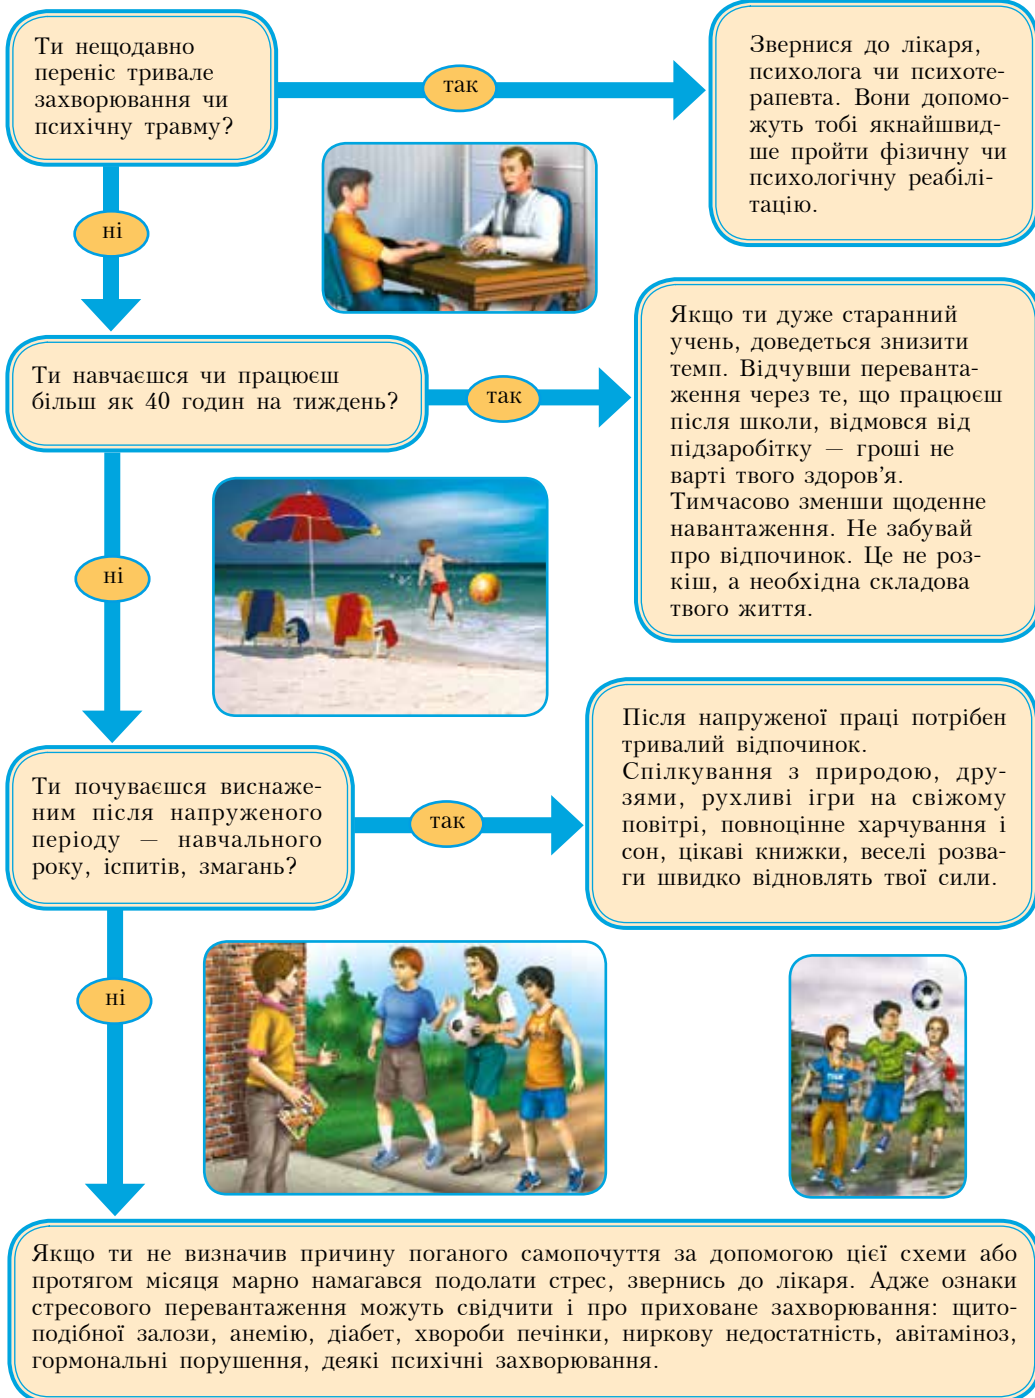 Ти нещодавно
переніс тривале
захворювання чи
психічну травму?
так
Звернися до лікаря,
психолога чи психоте-
рапевта. Вони допомо-
жуть тобі якнайшвид-
ше пройти фізичну чи
психологічну реабілі-
тацію.
ні
Ти навчаєшся чи працюєш
більш як 40 годин на тиждень?
так
Якщо ти дуже старанний
учень, доведеться знизити
темп. Відчувши переванта-
ження через те, що працюєш
після школи, відмовся від
підзаробітку — гроші не
варті твого здоров’я.
Тимчасово зменши щоденне
навантаження. Не забувай
про відпочинок. Це не роз-
кіш, а необхідна складова
твого життя.
ні
Ти почуваєшся виснаже-
ним після напруженого
періоду — навчального
року, іспитів, змагань?
так
Після напруженої праці потрібен
тривалий відпочинок.
Спілкування з природою, дру-
зями, рухливі ігри на свіжому
повітрі, повноцінне харчування і
сон, цікаві книжки, веселі розва-
ги швидко відновлять твої сили.
ні
Якщо ти не визначив причину поганого самопочуття за допомогою цієї схеми або
протягом місяця марно намагався подолати стрес, звернись до лікаря. Адже ознаки
стресового перевантаження можуть свідчити і про приховане захворювання: щито-
подібної залози, анемію, діабет, хвороби печінки, ниркову недостатність, авітаміноз,
гормональні порушення, деякі психічні захворювання.